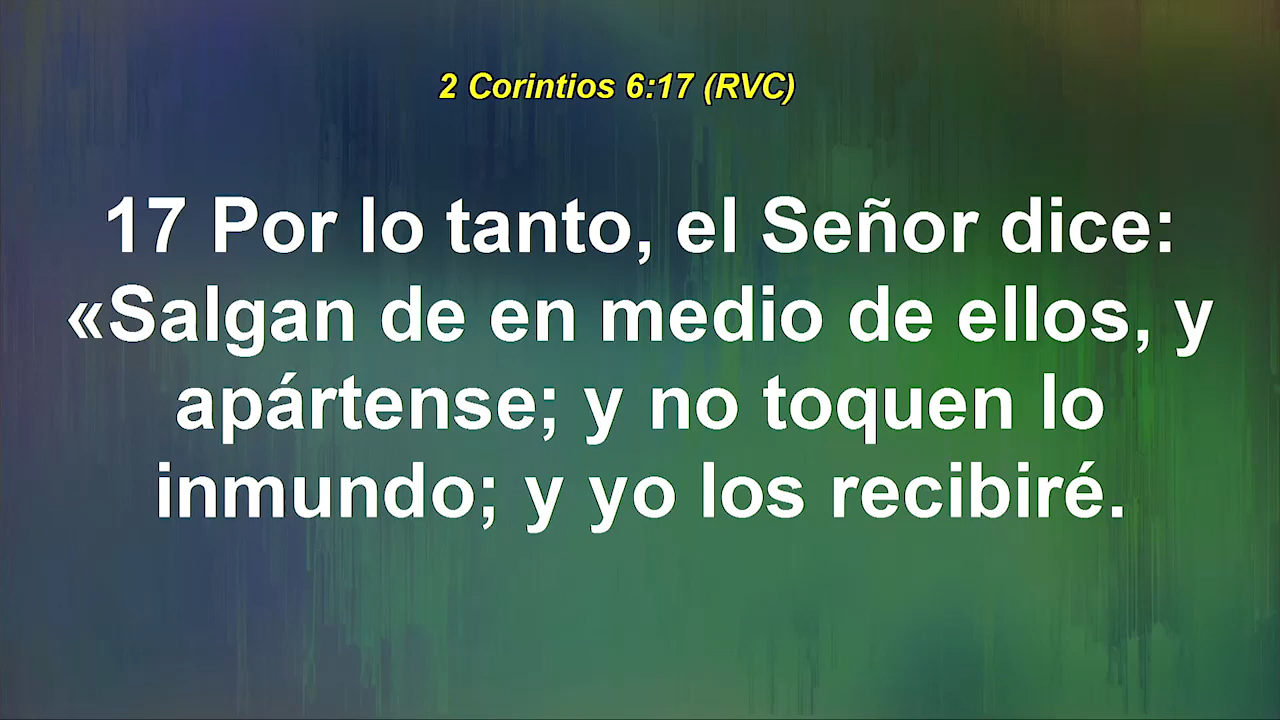 2 Corintios 6:17 (RVC)
17 Por lo tanto, el Señor dice:
«Salgan de en medio de ellos, y
apártense; y no toquen lo
inmundo; y yo los recibiré.